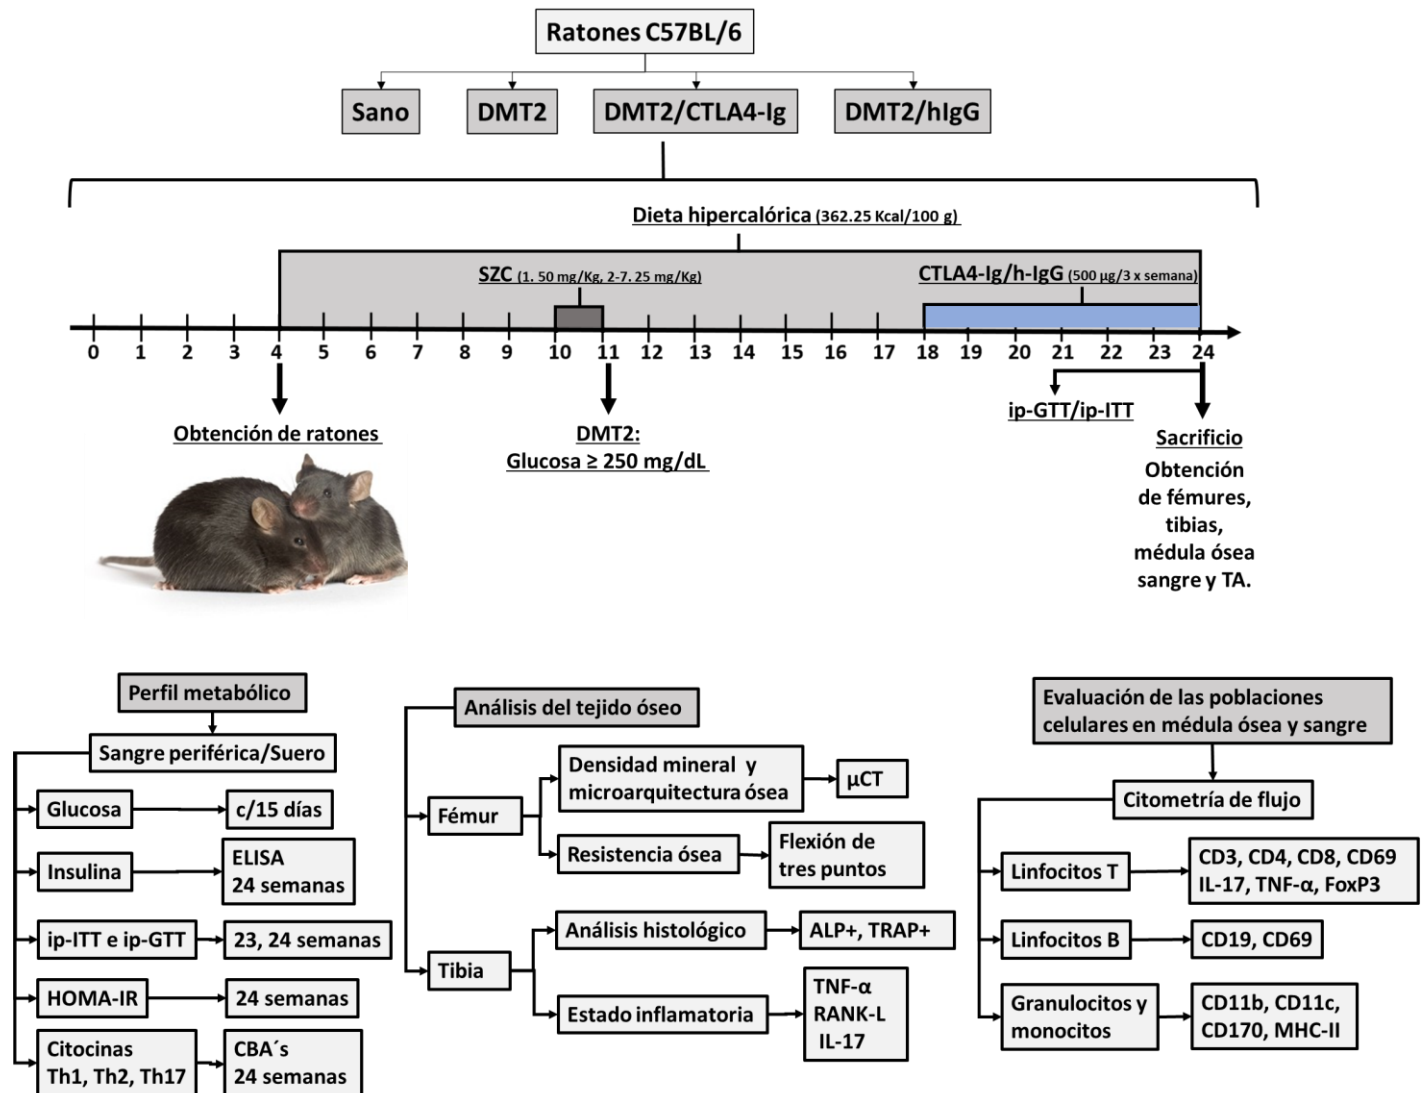 Ratones C57BL/6
Sano
DMT2
DMT2/CTLA4-Ig
DMT2/hIgG
Dieta hipercalórica (362.25 Kcal/100 g)
SZC (1. 50 mg/Kg, 2-7. 25 mg/Kg)
CTLA4-Ig/h-IgG (500 µg/3 x semana)
0 1 2 3 4 5 6 7 8 9 10 11 12 13 14 15 16 17 18 19 20 21 22 23 24
Obtención de ratones
DMT2:
Glucosa ≥ 250 mg/dL
ip-GTT/ip-ITT
Sacrificio
Obtención
de fémures,
tibias,
médula ósea
sangre y TA.
Perfil metabólico
Sangre periférica/Suero
Glucosa
c/15 días
Insulina
ELISA
24 semanas
ip-ITT e ip-GTT
23, 24 semanas
HOMA-IR
24 semanas
Citocinas
Th1, Th2, Th17
CBA´s
24 semanas
Análisis del tejido óseo
Fémur
Densidad mineral y
microarquitectura ósea
µCT
Resistencia ósea
Flexión de
tres puntos
Tibia
Análisis histológico
ALP+, TRAP+
Estado inflamatoria
TNF-α
RANK-L
IL-17
Evaluación de las poblaciones
celulares en médula ósea y sangre
Citometría de flujo
Linfocitos T
CD3, CD4, CD8, CD69
IL-17, TNF-α, FoxP3
Linfocitos B
CD19, CD69
Granulocitos y
monocitos
CD11b, CD11c,
CD170, MHC-II